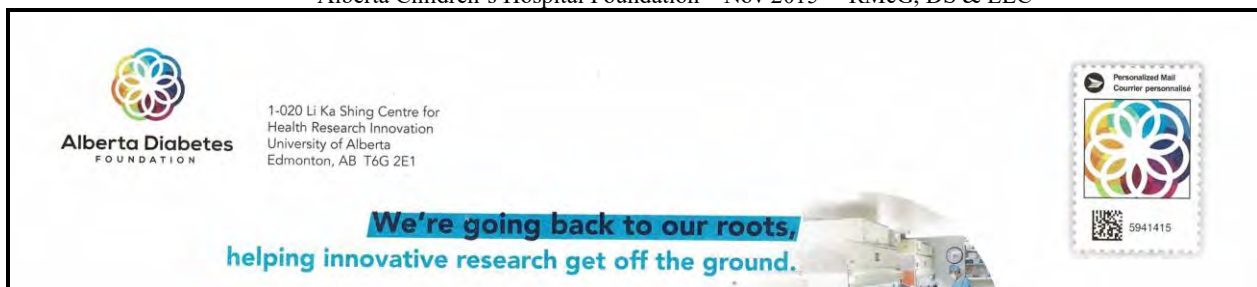 Alberta Children's Hospital Foundation – Nov 2015 – RMcG, DS & LLC
Alberta Diabetes
FOUNDATION
1-020 Li Ka Shing Centre for
Health Research Innovation
University of Alberta
Edmonton, AB T6G 2E1
We're going back to our roots,
helping innovative research get off the ground.
Personalized Mail
Courrier personnalisé
5941415